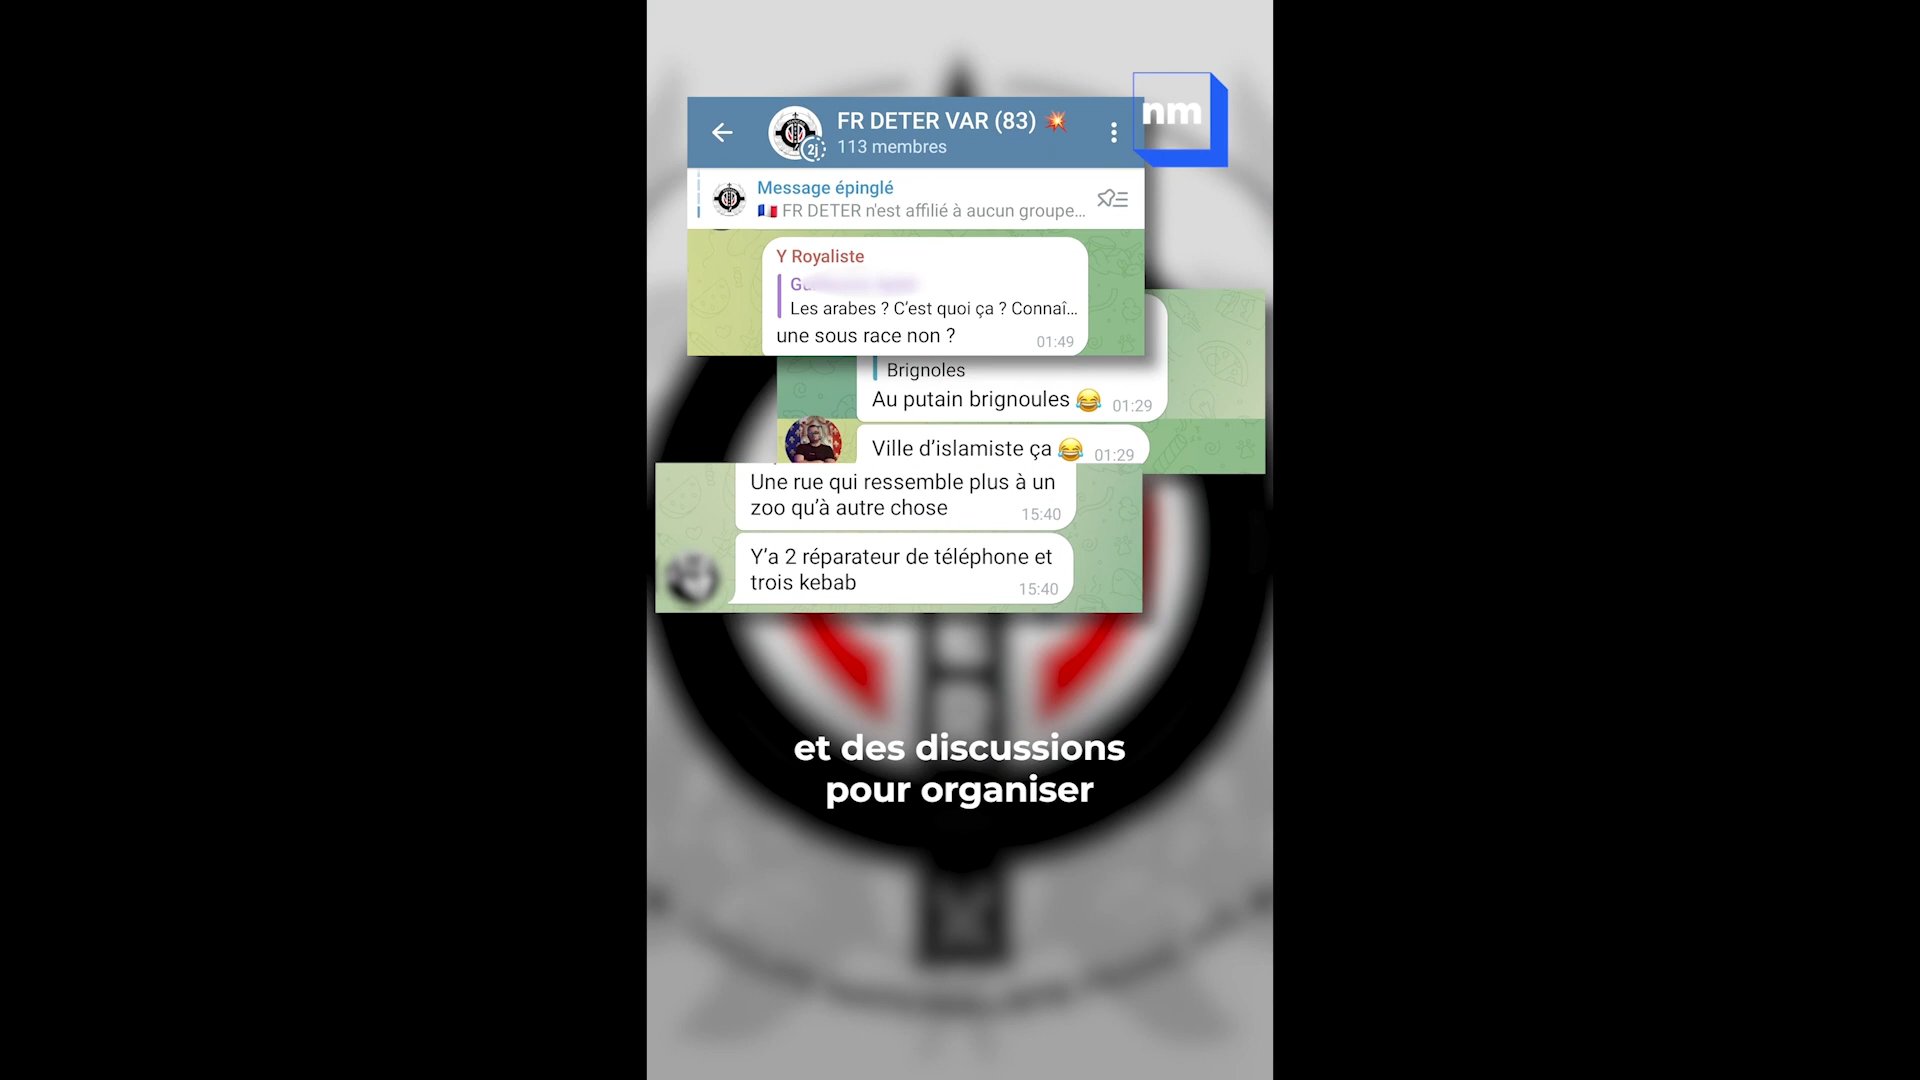 nm
FR DETER VAR (83) 💥
2j
113 membres
Message épinglé
🇫🇷 FR DETER n'est affilié à aucun groupe...
Y Royaliste
Les arabes ? C'est quoi ça ? Connaî...
une sous race non ?
01:49
Brignoles
Au putain brignoules 😂 01:29
Ville d'islamiste ça 😂 01:29
Une rue qui ressemble plus à un
zoo qu'à autre chose
15:40
Y'a 2 réparateur de téléphone et
trois kebab
15:40
et des discussions
pour organiser